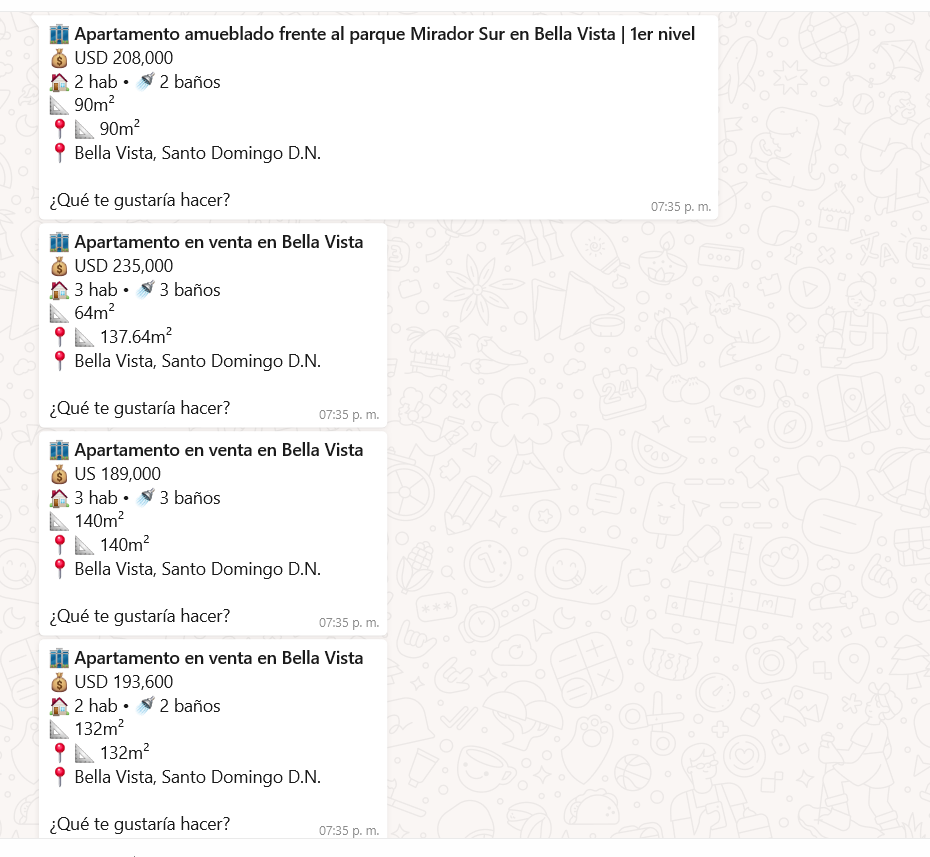 🏢 Apartamento amueblado frente al parque Mirador Sur en Bella Vista | 1er nivel
💰 USD 208,000
🏠 2 hab • 🚿 2 baños
📐 90m²
📍 📐 90m²
📍 Bella Vista, Santo Domingo D.N.
¿Qué te gustaría hacer?
07:35 p. m.
🏢 Apartamento en venta en Bella Vista
💰 USD 235,000
🏠 3 hab • 🚿 3 baños
📐 64m²
📍 📐 137.64m²
📍 Bella Vista, Santo Domingo D.N.
¿Qué te gustaría hacer?
07:35 p. m.
🏢 Apartamento en venta en Bella Vista
💰 US 189,000
🏠 3 hab • 🚿 3 baños
📐 140m²
📍 📐 140m²
📍 Bella Vista, Santo Domingo D.N.
¿Qué te gustaría hacer?
07:35 p. m.
🏢 Apartamento en venta en Bella Vista
💰 USD 193,600
🏠 2 hab • 🚿 2 baños
📐 132m²
📍 📐 132m²
📍 Bella Vista, Santo Domingo D.N.
¿Qué te gustaría hacer?
07:35 p. m.